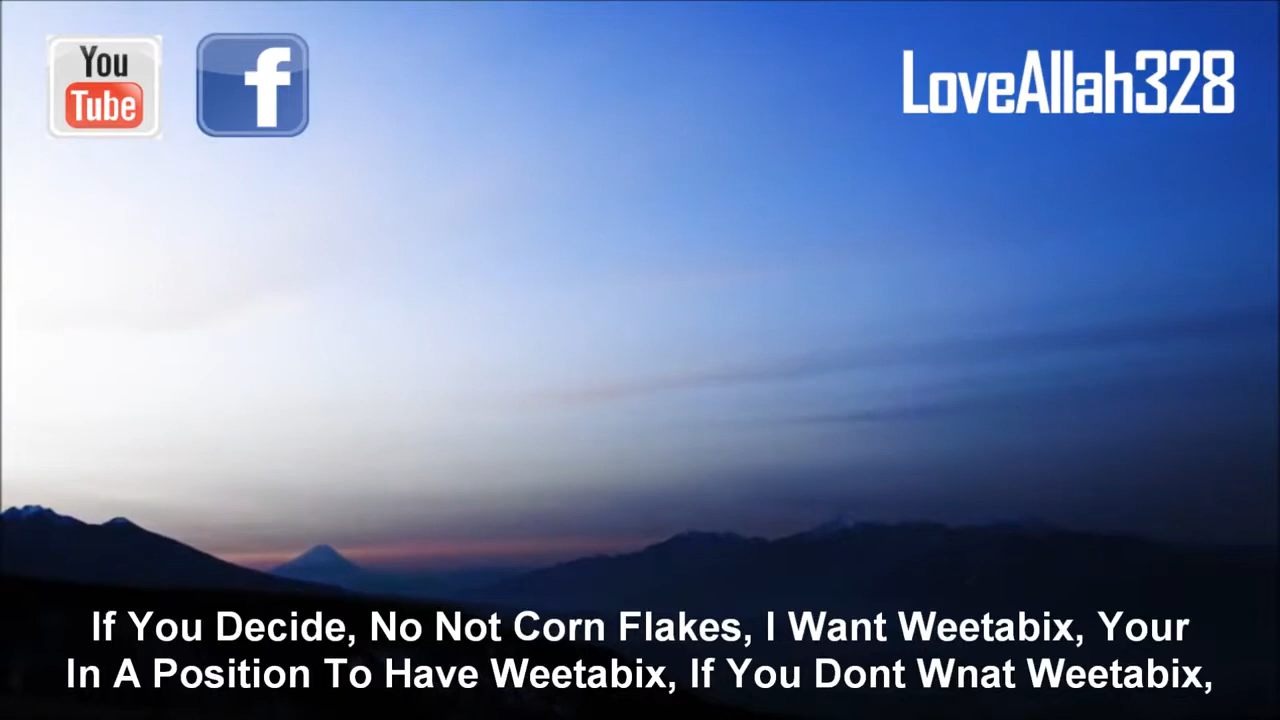 You
Tube
f
LoveAllah328
If You Decide, No Not Corn Flakes, I Want Weetabix, Your
In A Position To Have Weetabix, If You Dont Wnat Weetabix,